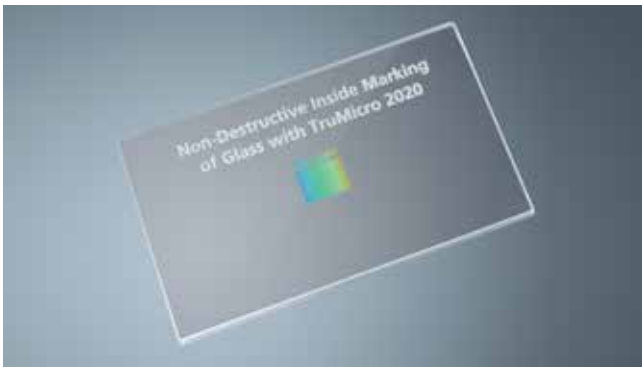 Non-Destructive Inside Marking
of Glass with TruMicro 2020